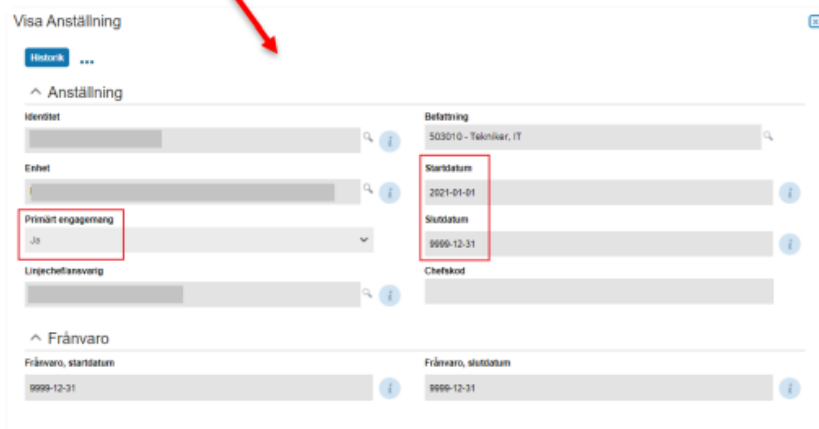 Visa Anställning
Historik ...
Anställning
Identitet
Befattning
503010 - Tekniker, IT
Enhet
Startdatum
2021-01-01
Primärt engagemang
Ja
Slutdatum
9999-12-31
Linjechef/ansvarig
Chefskod
Frånvaro
Frånvaro, startdatum
9999-12-31
Frånvaro, slutdatum
9999-12-31